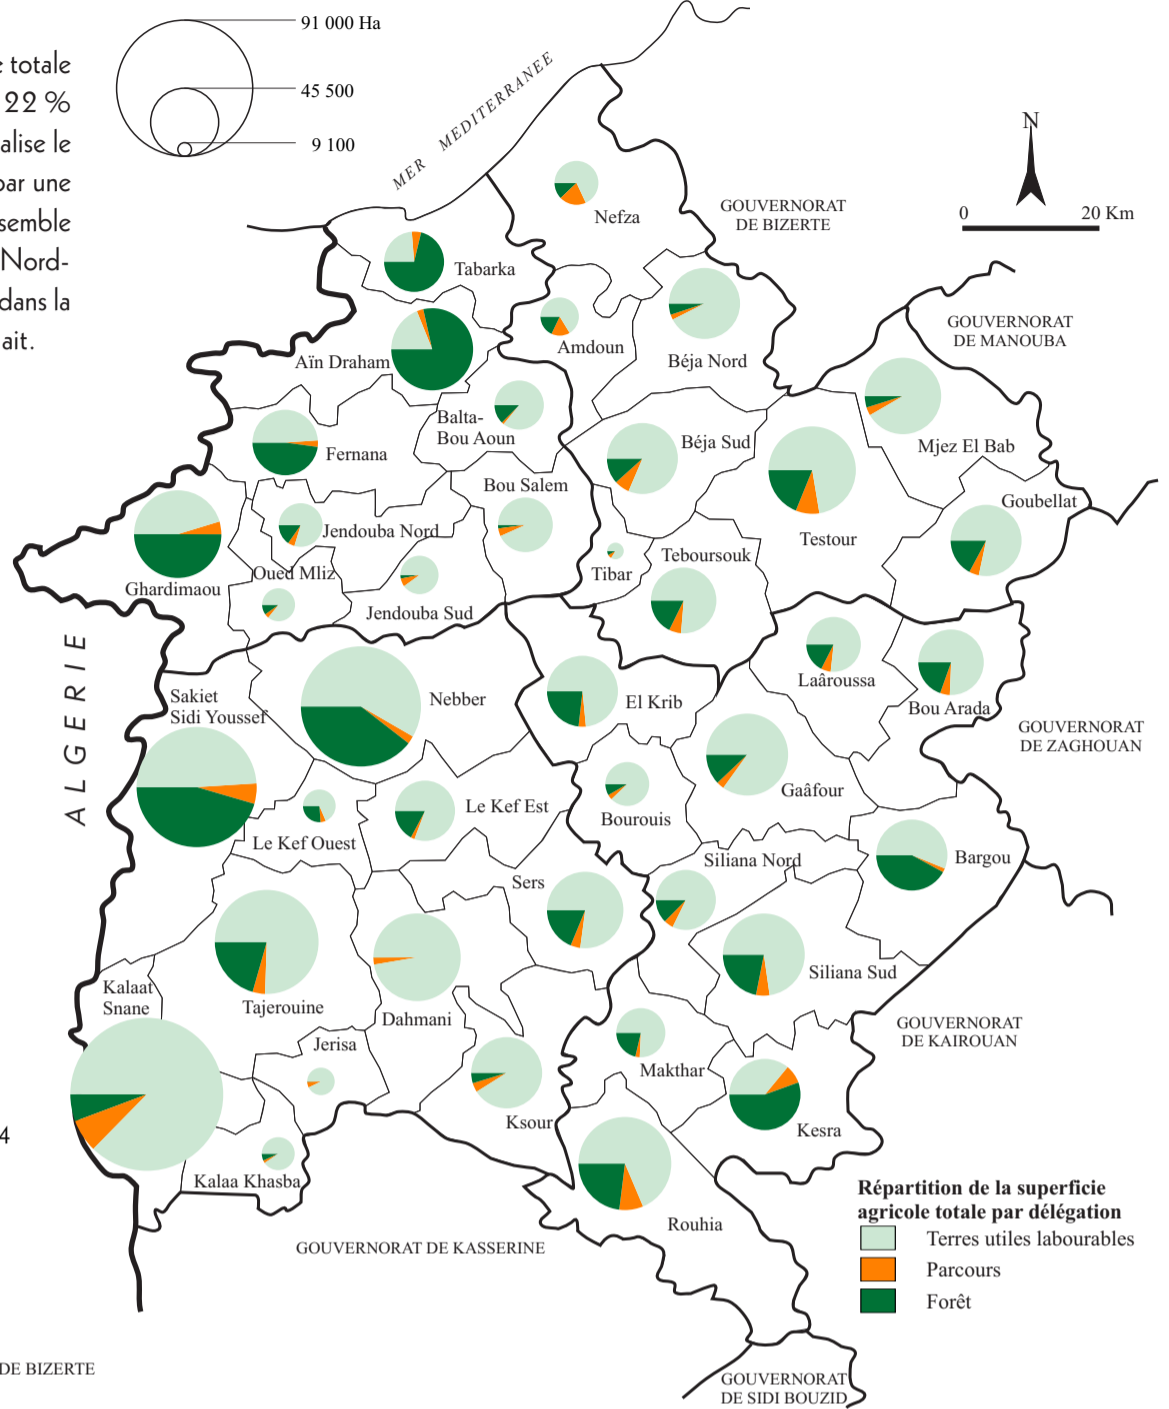 91 000 Ha
45 500
9 100
totale
22 %
alise le
par une
semble
Nord-
dans la
ait.
MER MEDITERRANEE
N
0 20 Km
GOUVERNORAT
DE BIZERTE
GOUVERNORAT
DE MANOUBA
Nefza
Tabarka
Amdoun
Béja Nord
Aïn Draham
Balta-
Bou Aoun
Mjez El Bab
Fernana
Béja Sud
Bou Salem
Goubellat
Jendouba Nord
Testour
Ghardimaou
Oued Mliz
Tibar
Teboursouk
Jendouba Sud
ALGERIE
Sakiet
Sidi Youssef
Nebber
El Krib
Laâroussa
Bou Arada
GOUVERNORAT
DE ZAGHOUAN
Gaâfour
Le Kef Est
Bourouis
Le Kef Ouest
Siliana Nord
Bargou
Sers
Siliana Sud
Kalaat
Snane
Tajerouine
Dahmani
GOUVERNORAT
DE KAIROUAN
Jerisa
Makthar
Ksour
Kesra
4
Kalaa Khasba
Rouhia
GOUVERNORAT DE KASSERINE
Répartition de la superficie
agricole totale par délégation
Terres utiles labourables
Parcours
Forêt
DE BIZERTE
GOUVERNORAT
DE SIDI BOUZID